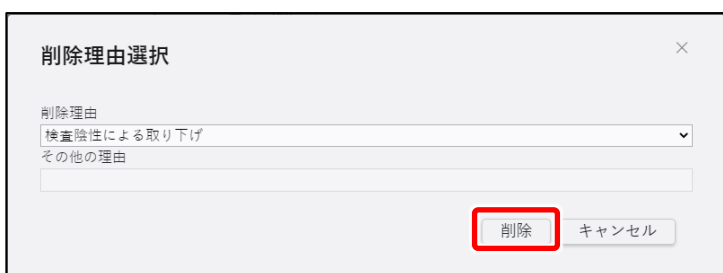 削除理由選択
削除理由
検査陰性による取り下げ
その他の理由
削除 キャンセル